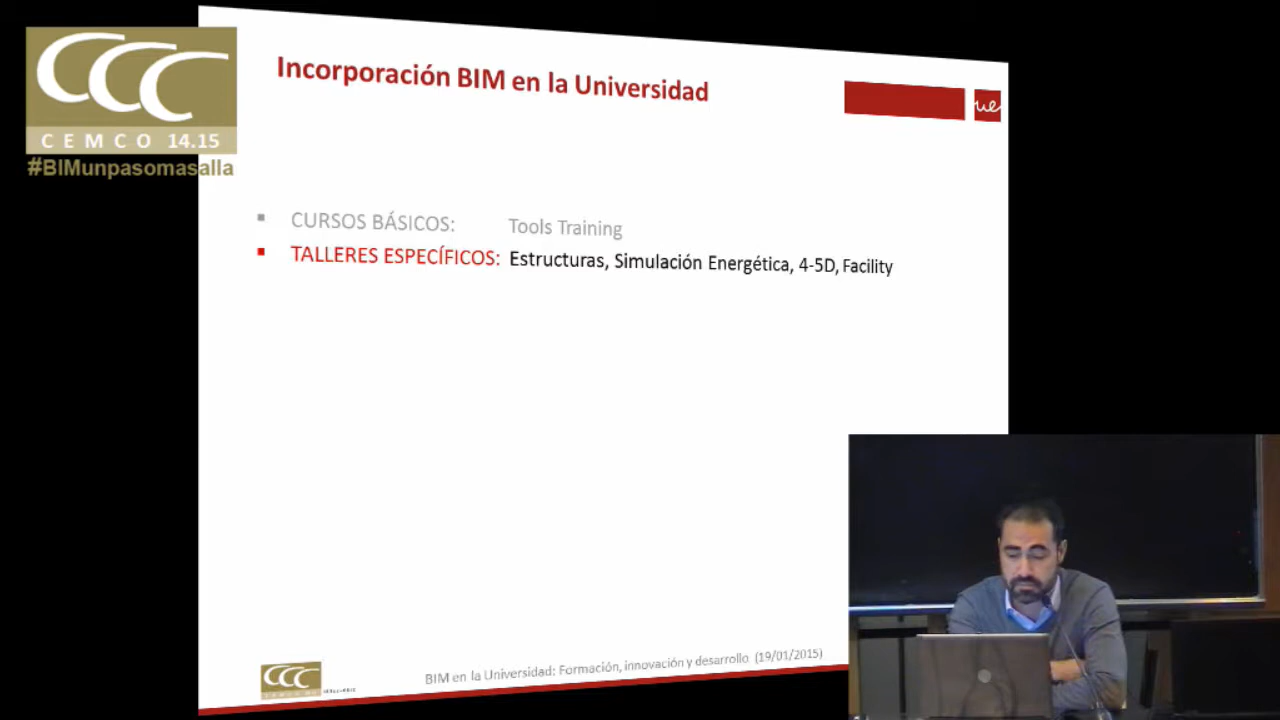 CCC
CEMCO 14.15
#BIMunpasomasalla
Incorporación BIM en la Universidad
ue
▪ CURSOS BÁSICOS: Tools Training
▪ TALLERES ESPECÍFICOS: Estructuras, Simulación Energética, 4-5D, Facility
CCC
BIM en la Universidad: Formación, innovación y desarrollo (19/01/2015)